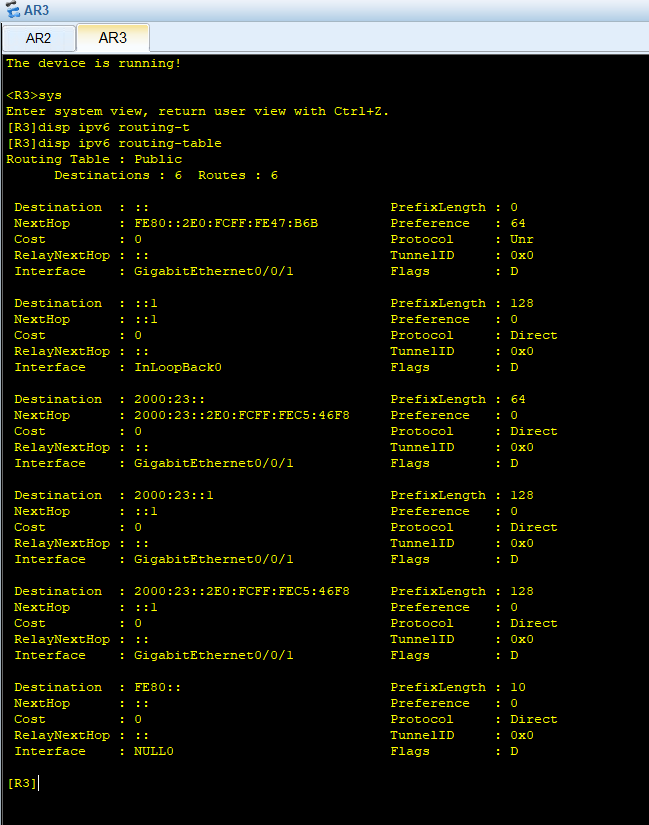 AR3
AR2 AR3
The device is running!
<R3>sys
Enter system view, return user view with Ctrl+Z.
[R3]disp ipv6 routing-t
[R3]disp ipv6 routing-table
Routing Table : Public
Destinations : 6 Routes : 6
Destination : :: PrefixLength : 0
NextHop : FE80::2E0:FCFF:FE47:B6B Preference : 64
Cost : 0 Protocol : Unr
RelayNextHop : :: TunnelID : 0x0
Interface : GigabitEthernet0/0/1 Flags : D
Destination : ::1 PrefixLength : 128
NextHop : ::1 Preference : 0
Cost : 0 Protocol : Direct
RelayNextHop : :: TunnelID : 0x0
Interface : InLoopBack0 Flags : D
Destination : 2000:23:: PrefixLength : 64
NextHop : 2000:23::2E0:FCFF:FEC5:46F8 Preference : 0
Cost : 0 Protocol : Direct
RelayNextHop : :: TunnelID : 0x0
Interface : GigabitEthernet0/0/1 Flags : D
Destination : 2000:23::1 PrefixLength : 128
NextHop : ::1 Preference : 0
Cost : 0 Protocol : Direct
RelayNextHop : :: TunnelID : 0x0
Interface : GigabitEthernet0/0/1 Flags : D
Destination : 2000:23::2E0:FCFF:FEC5:46F8 PrefixLength : 128
NextHop : ::1 Preference : 0
Cost : 0 Protocol : Direct
RelayNextHop : :: TunnelID : 0x0
Interface : GigabitEthernet0/0/1 Flags : D
Destination : FE80:: PrefixLength : 10
NextHop : :: Preference : 0
Cost : 0 Protocol : Direct
RelayNextHop : :: TunnelID : 0x0
Interface : NULL0 Flags : D
[R3]